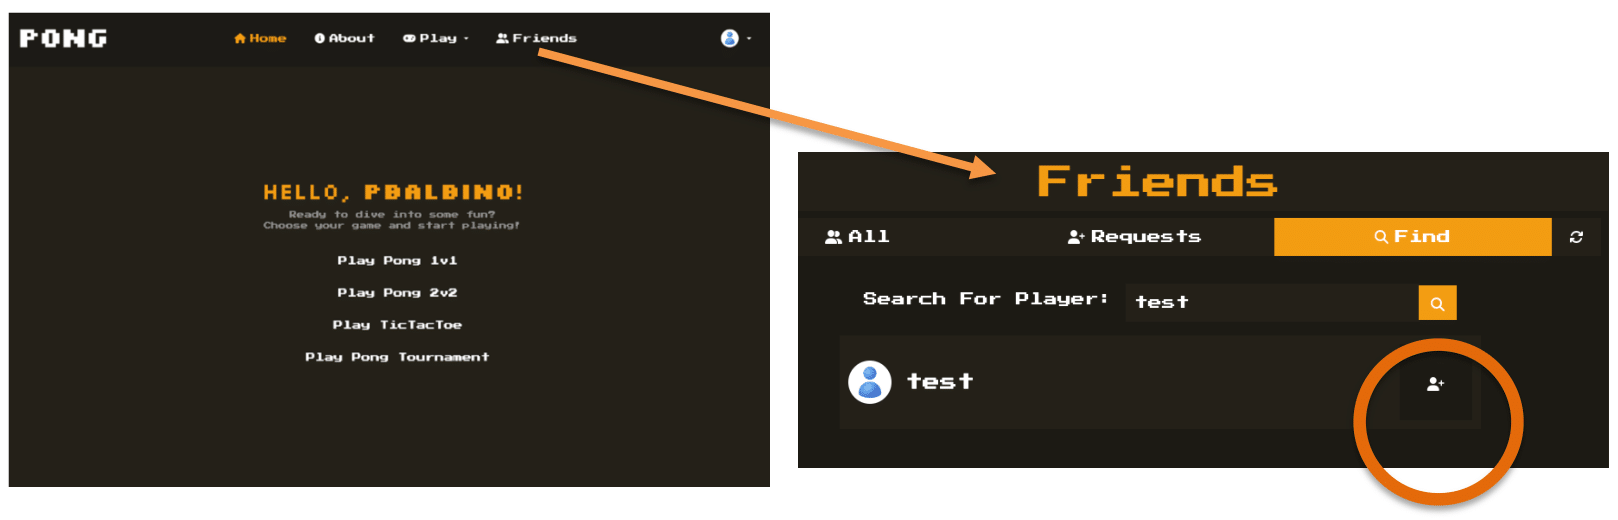 PONG
Home About Play Friends
HELLO, PBALBINO!
Ready to dive into some fun?
Choose your game and start playing!
Play Pong 1v1
Play Pong 2v2
Play TicTacToe
Play Pong Tournament
Friends
All Requests Find
Search For Player: test
test